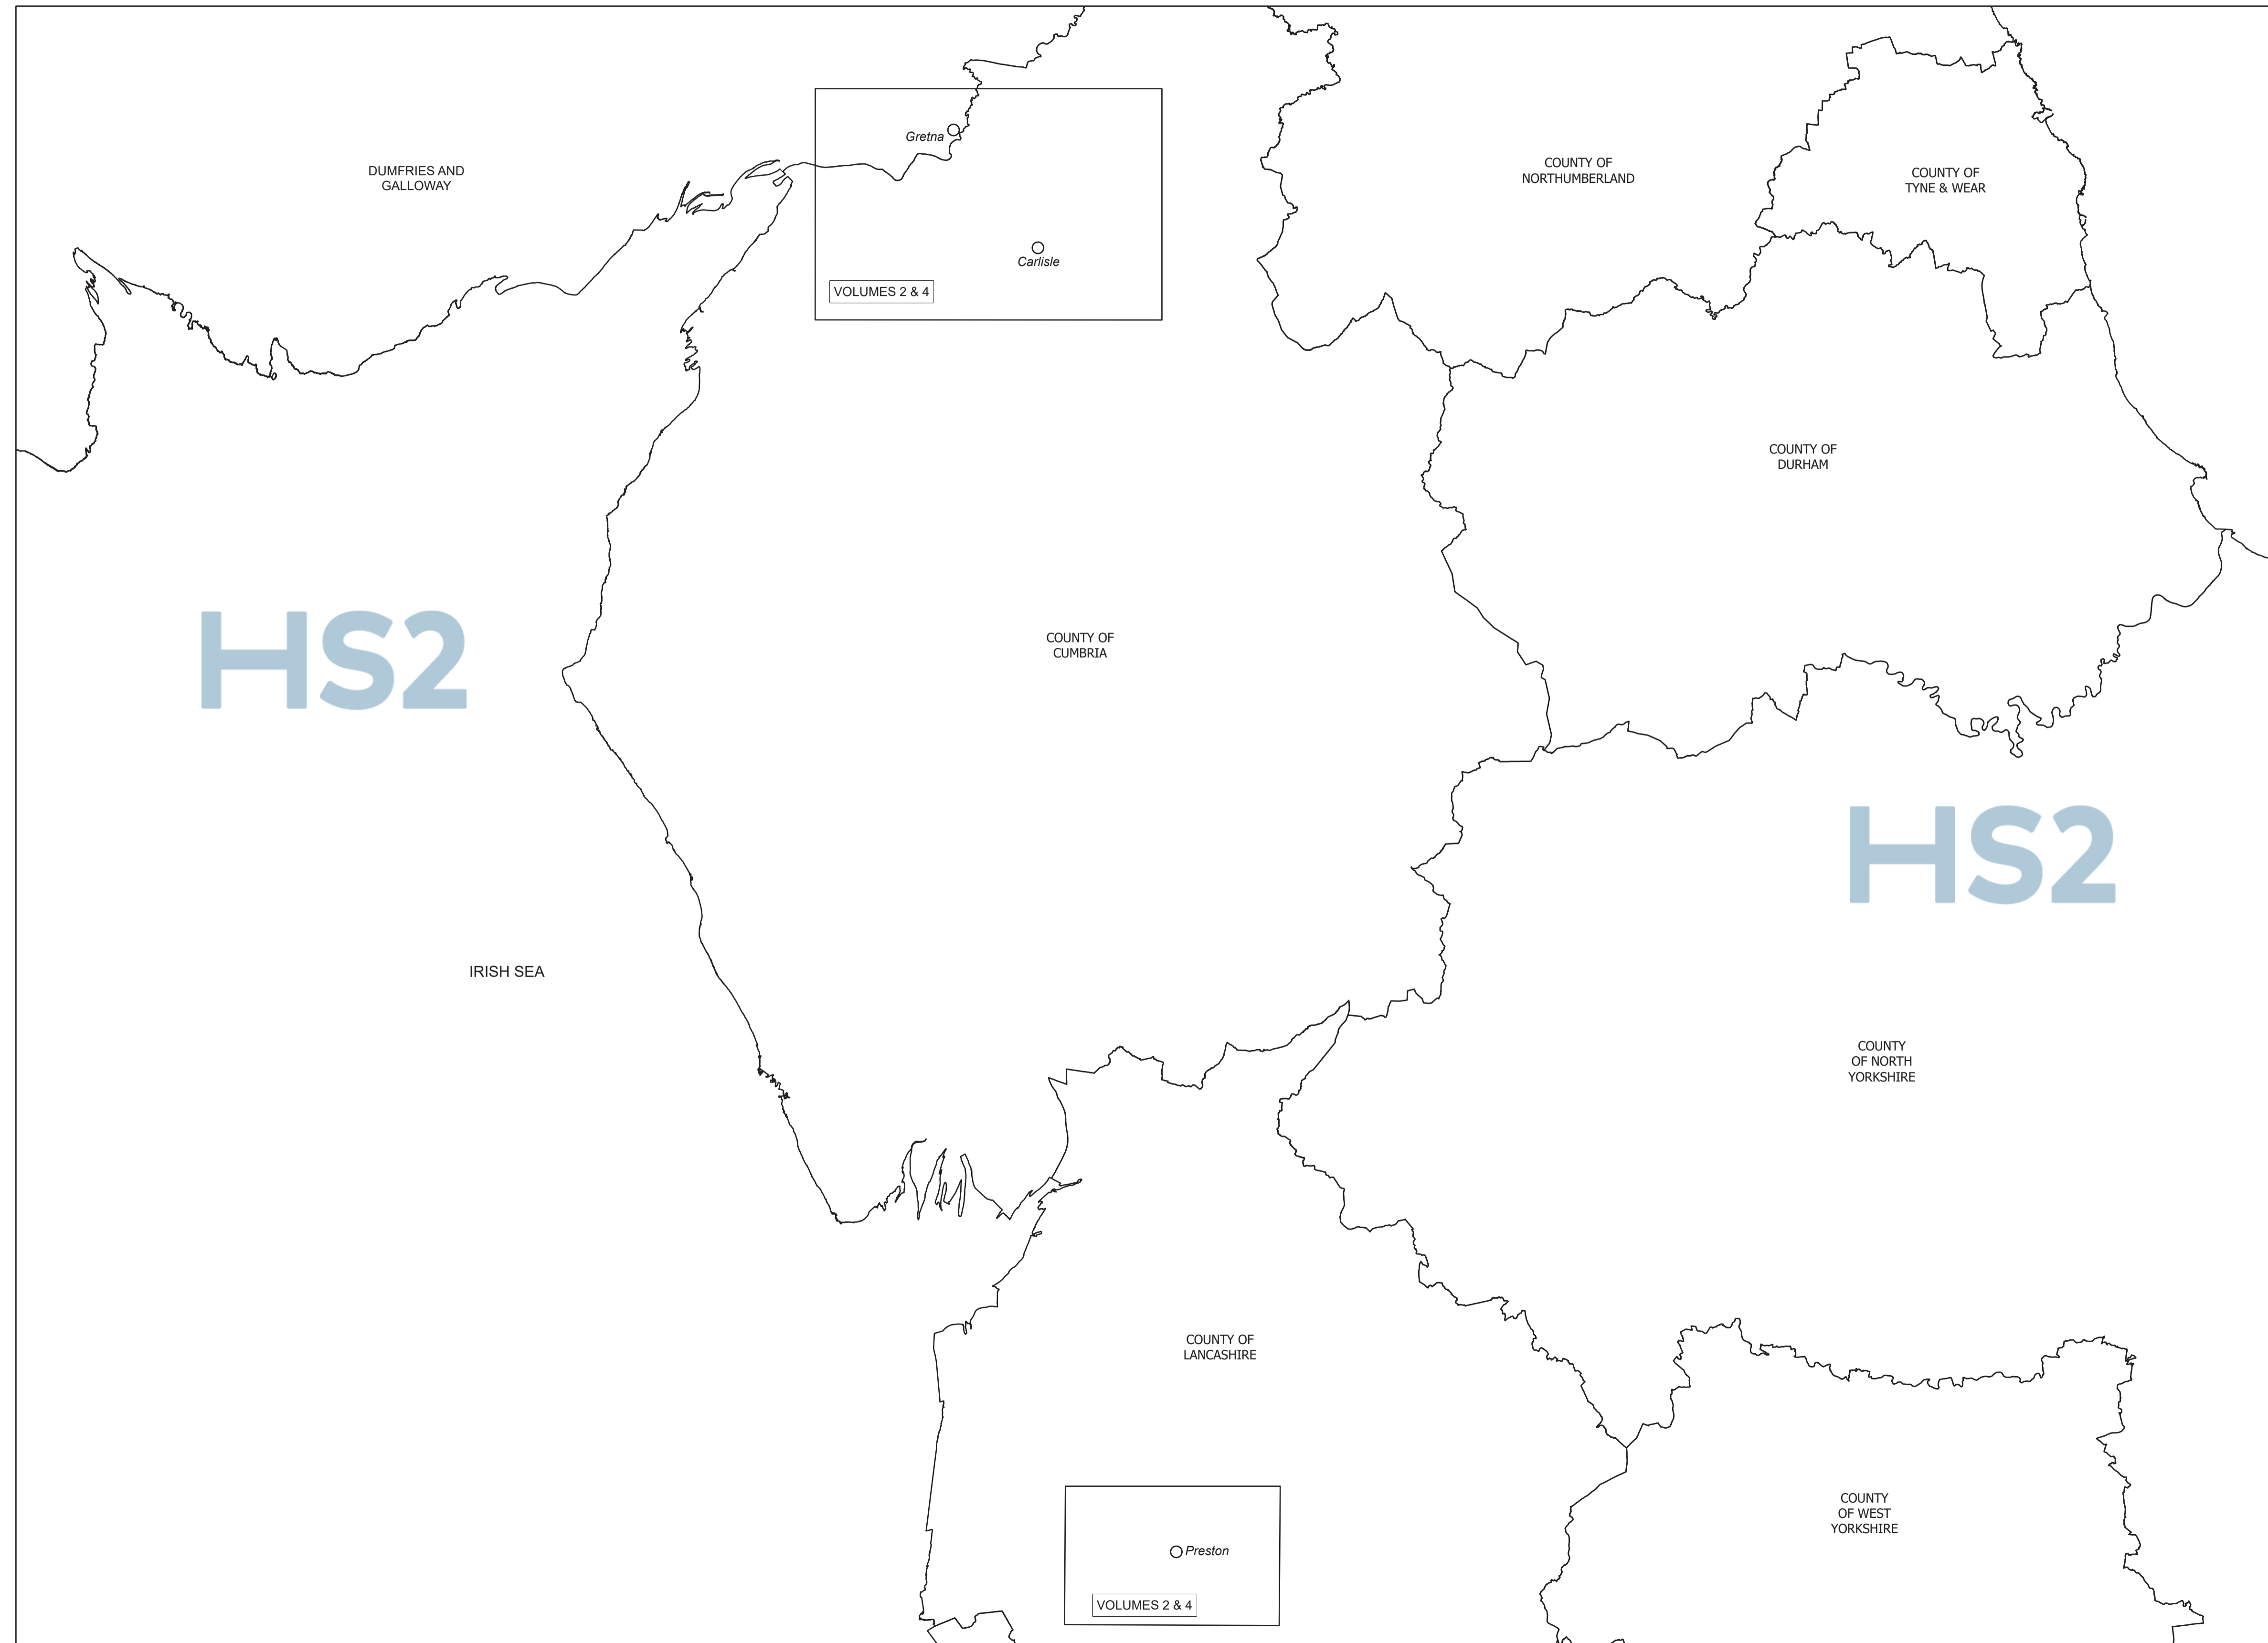 Gretna
DUMFRIES AND
GALLOWAY
COUNTY OF
NORTHUMBERLAND
COUNTY OF
TYNE & WEAR
Carlisle
VOLUMES 2 & 4
COUNTY OF
DURHAM
HS2
COUNTY OF
CUMBRIA
HS2
IRISH SEA
COUNTY
OF NORTH
YORKSHIRE
COUNTY OF
LANCASHIRE
COUNTY
OF WEST
YORKSHIRE
Preston
VOLUMES 2 & 4